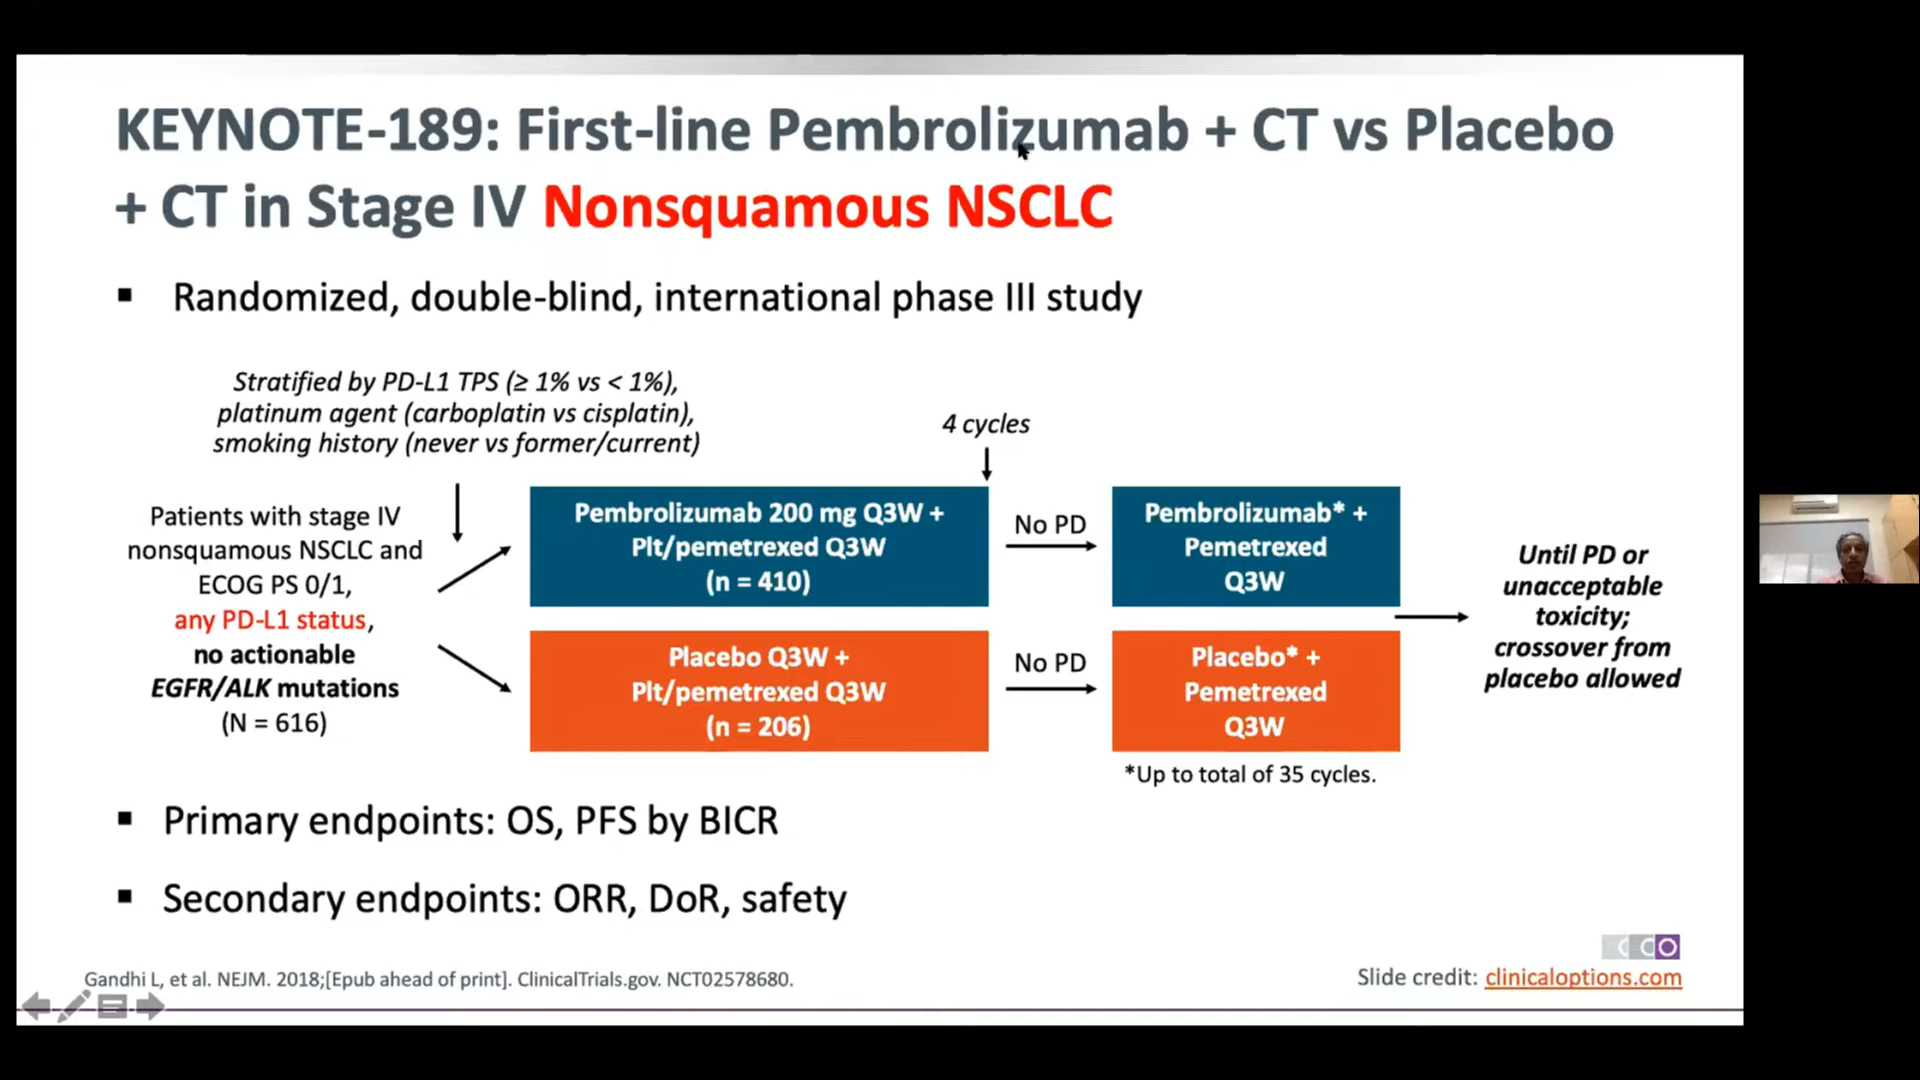 KEYNOTE-189: First-line Pembrolizumab + CT vs Placebo
+ CT in Stage IV Nonsquamous NSCLC
▪ Randomized, double-blind, international phase III study
Stratified by PD-L1 TPS (≥ 1% vs < 1%),
platinum agent (carboplatin vs cisplatin),
smoking history (never vs former/current)
4 cycles
Patients with stage IV
nonsquamous NSCLC and
ECOG PS 0/1,
any PD-L1 status,
no actionable
EGFR/ALK mutations
(N = 616)
Pembrolizumab 200 mg Q3W +
Plt/pemetrexed Q3W
(n = 410)
No PD
Pembrolizumab* +
Pemetrexed
Q3W
Placebo Q3W +
Plt/pemetrexed Q3W
(n = 206)
No PD
Placebo* +
Pemetrexed
Q3W
Until PD or
unacceptable
toxicity;
crossover from
placebo allowed
*Up to total of 35 cycles.
▪ Primary endpoints: OS, PFS by BICR
▪ Secondary endpoints: ORR, DoR, safety
CCO
Gandhi L, et al. NEJM. 2018;[Epub ahead of print]. ClinicalTrials.gov. NCT02578680.
Slide credit: clinicaloptions.com